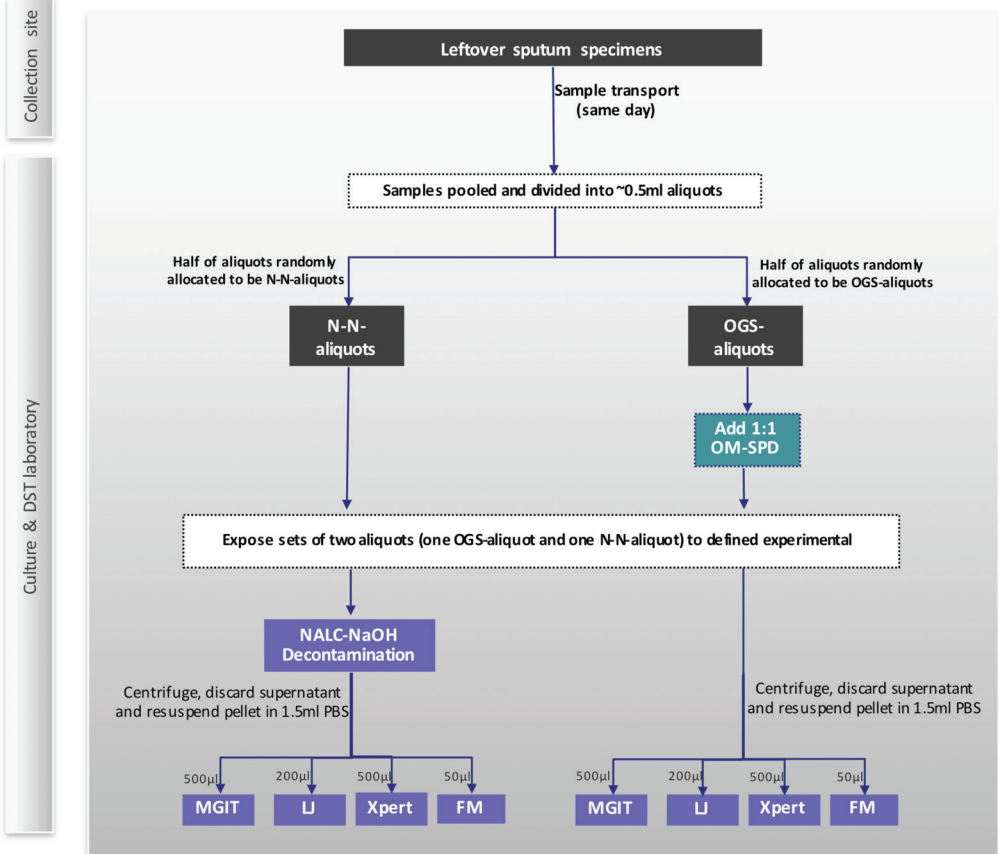 Collection site
Leftover sputum specimens
Sample transport
(same day)
Samples pooled and divided into ~0.5ml aliquots
Culture & DST laboratory
Half of aliquots randomly
allocated to be N-N-aliquots
Half of aliquots randomly
allocated to be OGS-aliquots
N-N-
aliquots
OGS-
aliquots
Add 1:1
OM-SPD
Expose sets of two aliquots (one OGS-aliquot and one N-N-aliquot) to defined experimental
NALC-NaOH
Decontamination
Centrifuge, discard supernatant
and resuspend pellet in 1.5ml PBS
Centrifuge, discard supernatant
and resuspend pellet in 1.5ml PBS
500µl 200µl 500µl 50µl
500µl 200µl 500µl 50µl
MGIT LJ Xpert FM
MGIT LJ Xpert FM